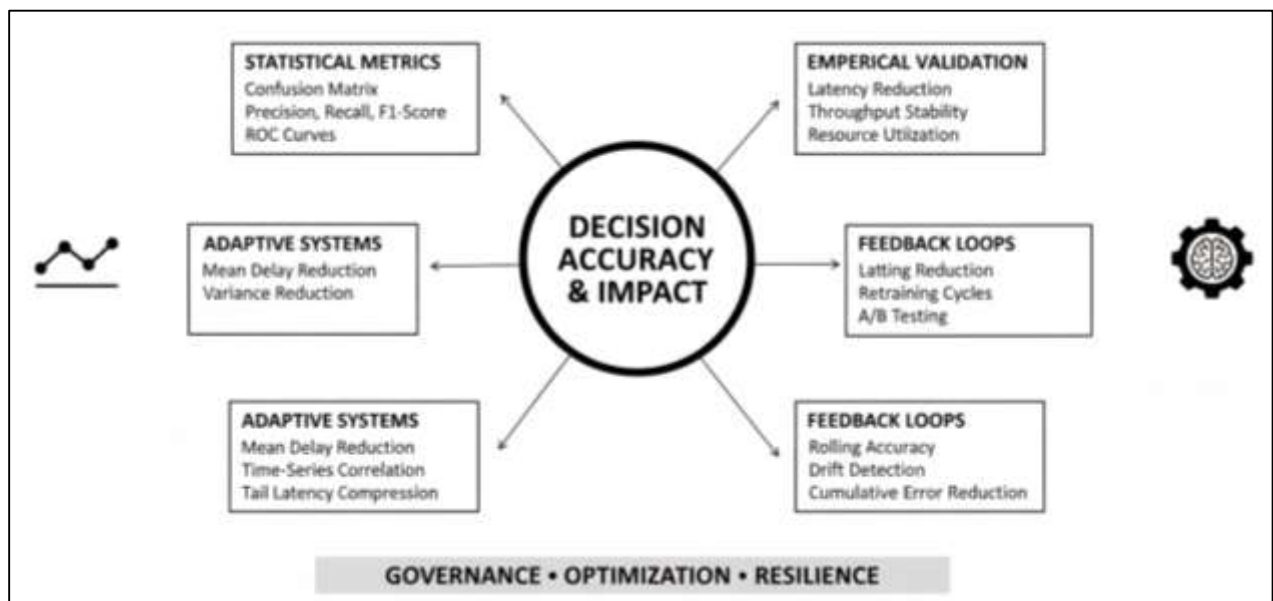 STATISTICAL METRICS
Confusion Matrix
Precision, Recall, F1-Score
ROC Curves
EMPERICAL VALIDATION
Latency Reduction
Throughput Stability
Resource Utiization
ADAPTIVE SYSTEMS
Mean Delay Reduction
Variance Reduction
DECISION
ACCURACY
& IMPACT
FEEDBACK LOOPS
Latting Reduction
Retraining Cycles
A/B Testing
ADAPTIVE SYSTEMS
Mean Delay Reduction
Time-Series Correlation
Tail Latency Compression
FEEDBACK LOOPS
Rolling Accuracy
Drift Detection
Cumulative Error Reduction
GOVERNANCE • OPTIMIZATION • RESILIENCE